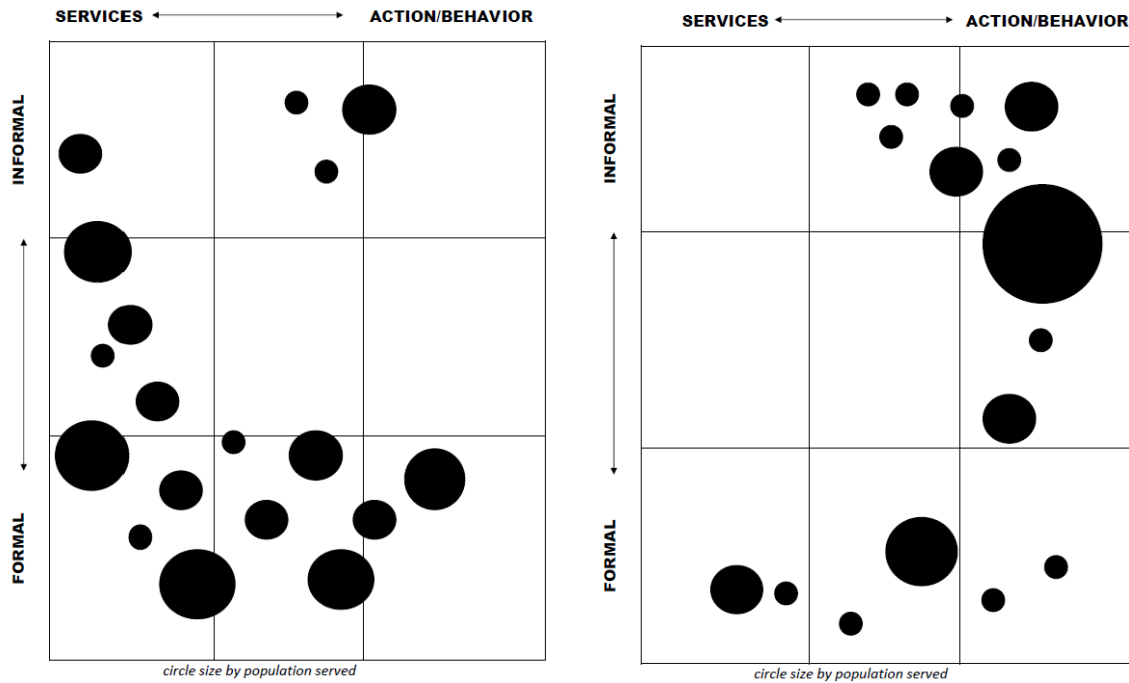 SERVICES ACTION/BEHAVIOR
INFORMAL
FORMAL
circle size by population served
SERVICES ACTION/BEHAVIOR
INFORMAL
FORMAL
circle size by population served